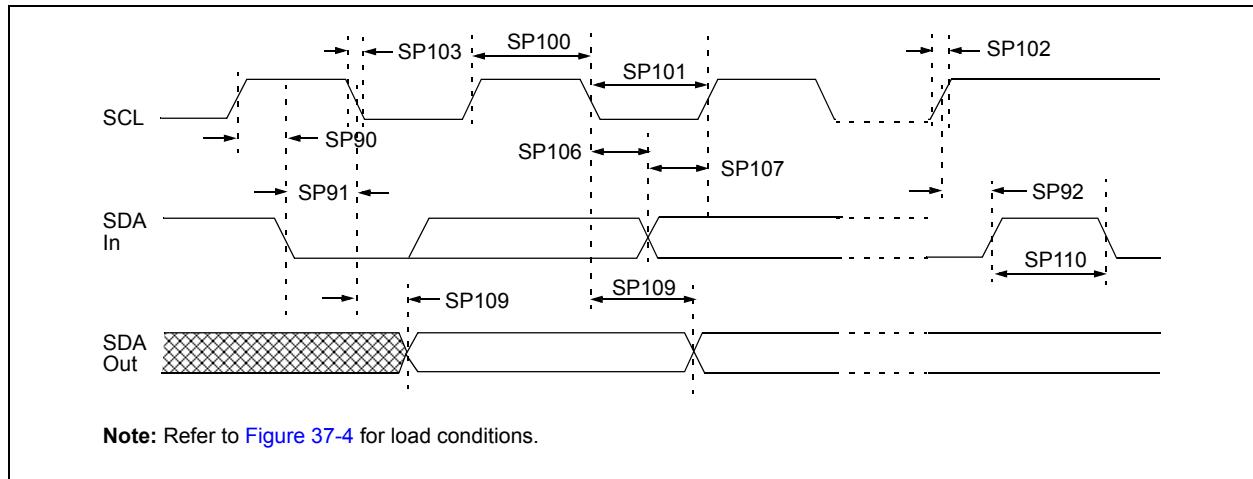 SP103
SP100
SP102
SP101
SCL
SP90
SP106
SP107
SP91
SP92
SDA
In
SP110
SP109
SP109
SDA
Out
Note: Refer to Figure 37-4 for load conditions.